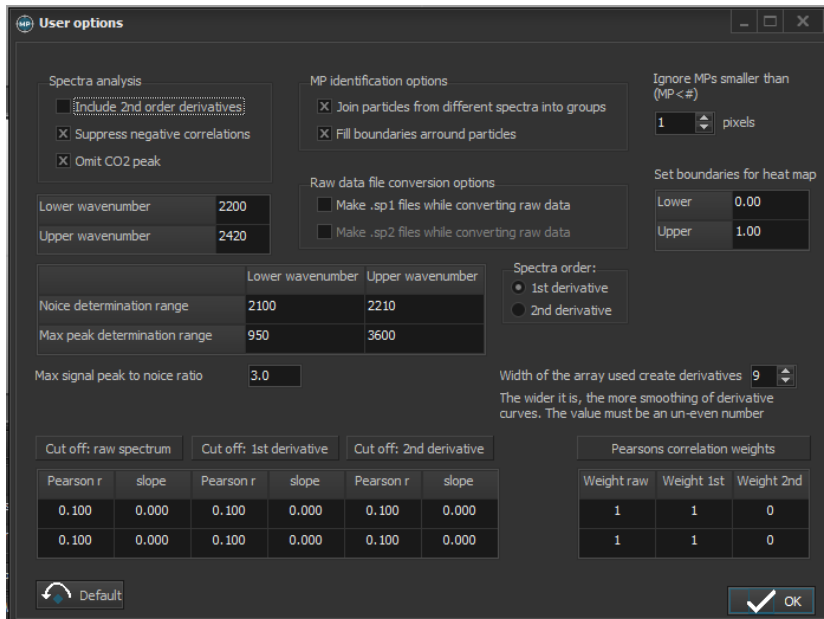 MP User options
Spectra analysis
Include 2nd order derivatives
Suppress negative correlations
Omit CO2 peak
MP identification options
Join particles from different spectra into groups
Fill boundaries arround particles
Ignore MPs smaller than
(MP<#)
1 pixels
Lower wavenumber 2200
Upper wavenumber 2420
Raw data file conversion options
Make .sp1 files while converting raw data
Make .sp2 files while converting raw data
Set boundaries for heat map
Lower 0.00
Upper 1.00
Lower wavenumber Upper wavenumber
Noise determination range 2100 2210
Max peak determination range 950 3600
Spectra order:
1st derivative
2nd derivative
Max signal peak to noise ratio 3.0
Width of the array used create derivatives 9
The wider it is, the more smoothing of derivative
curves. The value must be an un-even number
Cut off: raw spectrum Cut off: 1st derivative Cut off: 2nd derivative
Pearson r slope Pearson r slope Pearson r slope
0.100 0.000 0.100 0.000 0.100 0.000
0.100 0.000 0.100 0.000 0.100 0.000
Pearsons correlation weights
Weight raw Weight 1st Weight 2nd
1 1 0
1 1 0
Default
OK